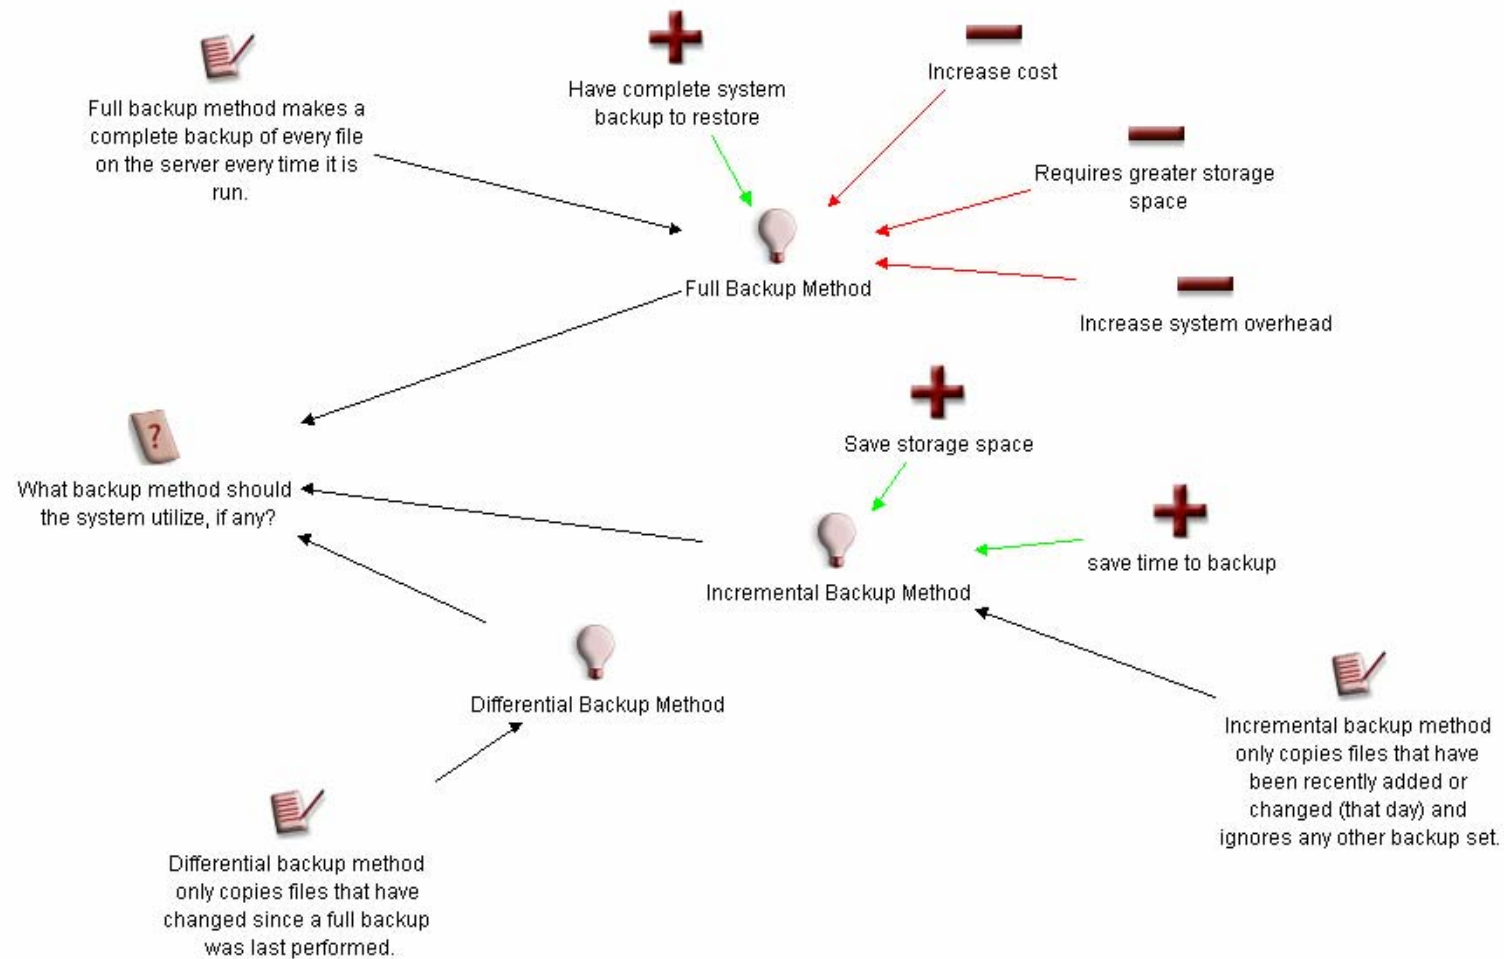 Full backup method makes a
complete backup of every file
on the server every time it is
run.
Have complete system
backup to restore
Increase cost
Requires greater storage
space
Full Backup Method
Increase system overhead
Save storage space
?
What backup method should
the system utilize, if any?
save time to backup
Incremental Backup Method
Differential Backup Method
Incremental backup method
only copies files that have
been recently added or
changed (that day) and
ignores any other backup set.
Differential backup method
only copies files that have
changed since a full backup
was last performed.